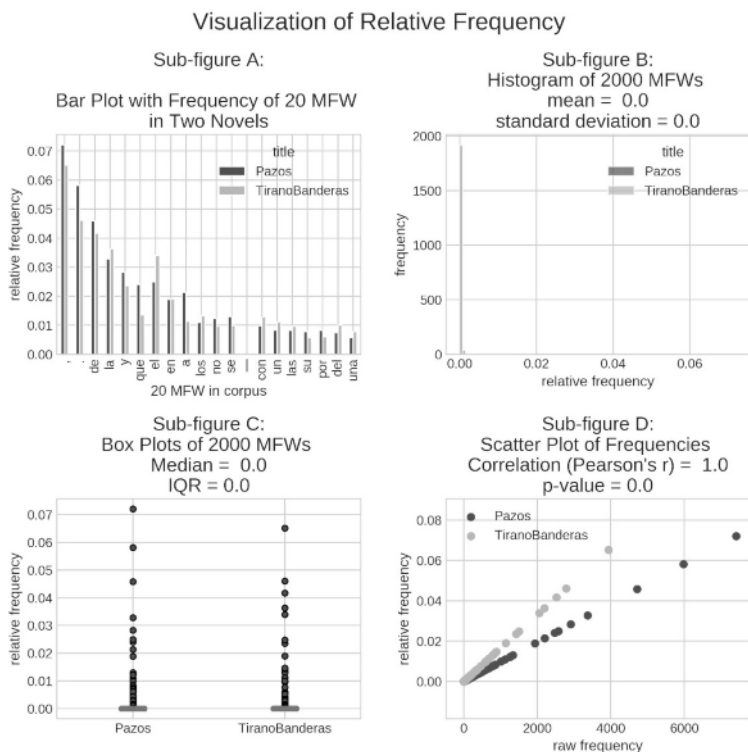 Visualization of Relative Frequency
Sub-figure A:
Bar Plot with Frequency of 20 MFW
in Two Novels
title
Pazos
TiranoBanderas
0.07
0.06
0.05
0.04
0.03
0.02
0.01
0.00
relative frequency
,
.
de
la
y
que
el
en
a
los
no
se
—
con
un
las
su
por
del
una
20 MFW in corpus
Sub-figure B:
Histogram of 2000 MFWs
mean = 0.0
standard deviation = 0.0
title
Pazos
TiranoBanderas
2000
1500
1000
500
0
frequency
0.00
0.02
0.04
0.06
relative frequency
Sub-figure C:
Box Plots of 2000 MFWs
Median = 0.0
IQR = 0.0
0.07
0.06
0.05
0.04
0.03
0.02
0.01
0.00
relative frequency
Pazos
TiranoBanderas
Sub-figure D:
Scatter Plot of Frequencies
Correlation (Pearson's r) = 1.0
p-value = 0.0
Pazos
TiranoBanderas
0.08
0.06
0.04
0.02
0.00
relative frequency
0
2000
4000
6000
raw frequency